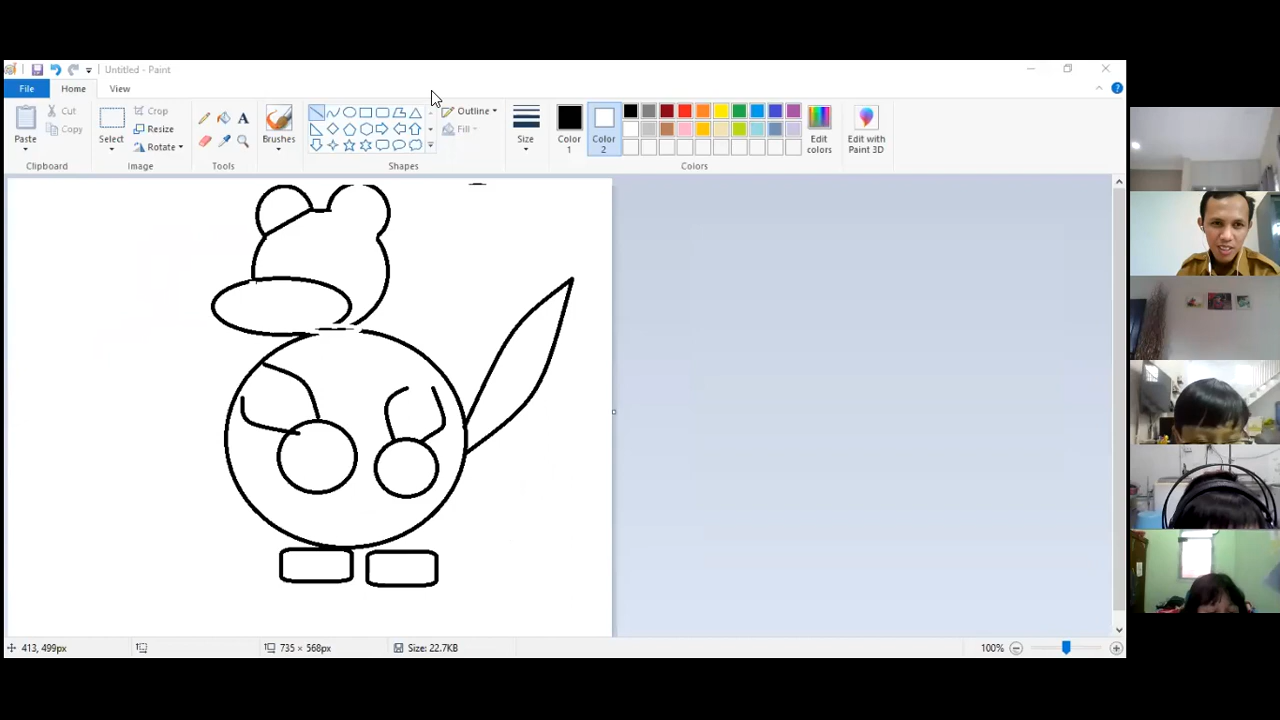 Untitled - Paint
File Home View
Paste
Cut
Copy
Clipboard
Select
Crop
Resize
Rotate
Image
A
Tools
Brushes
Shapes
Outline
Fill
Size
Color 1
Color 2
Edit colors
Colors
Edit with Paint 3D
413, 499px
735 × 568px
Size: 22.7KB
100%